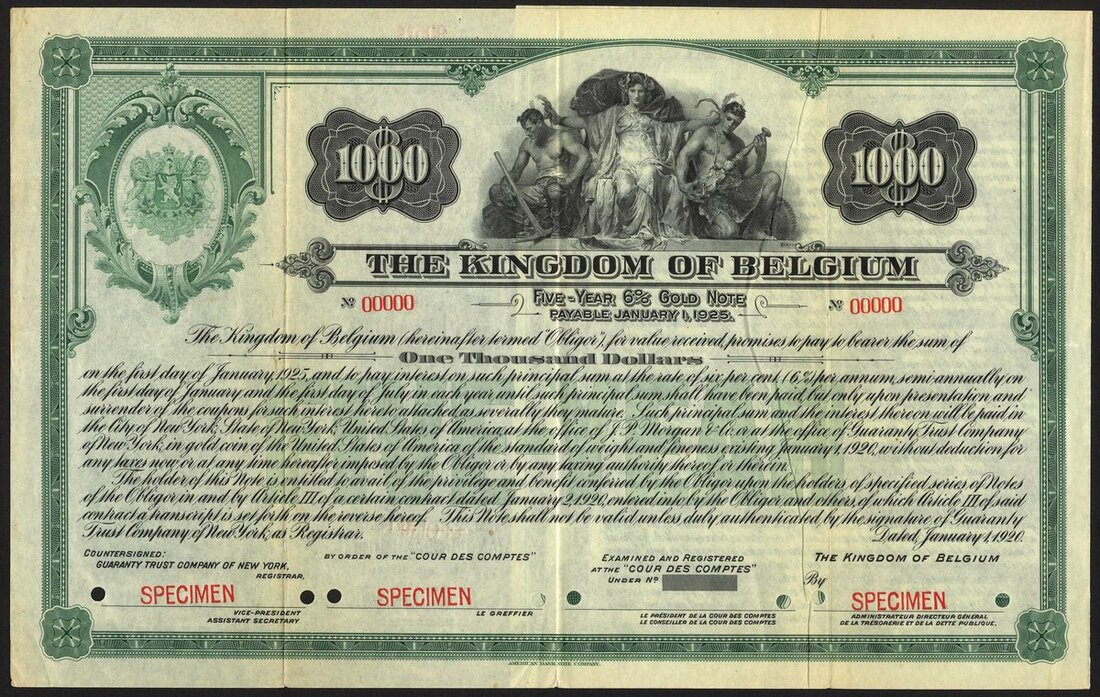 $1000 $1000
THE KINGDOM OF BELGIUM
Nº 00000 FIVE-YEAR 6% GOLD NOTE Nº 00000
PAYABLE JANUARY 1, 1925.
The Kingdom of Belgium (hereinafter termed "Obligor"), for value received, promises to pay to bearer the sum of
One Thousand Dollars
on the first day of January, 1925, and to pay interest on such principal sum at the rate of six per cent. (6%) per annum, semi-annually on
the first day of January and the first day of July in each year until such principal sum shall have been paid, but only upon presentation and
surrender of the coupons for such interest hereto attached, as severally they mature. Such principal sum and the interest thereon will be paid, in
the City of New York, State of New York, United States of America, at the office of J. P. Morgan & Co. or at the office of Guaranty Trust Company
of New York, in gold coin of the United States of America of the standard of weight and fineness existing January 1, 1920, without deduction for
any taxes now or at any time hereafter imposed by the Obligor or by any taxing authority thereof or therein.
The holder of this Note is entitled to avail of the privilege and benefit conferred by the Obligor upon the holders of specified series of Notes
of the Obligor in and by Article III of a certain contract dated January 2, 1920, entered into by the Obligor and others, of which Article III of said
contract a transcript is set forth on the reverse hereof. This Note shall not be valid unless duly authenticated by the signature of Guaranty
Trust Company of New York, as Registrar. Dated, January 1, 1920.
COUNTERSIGNED: BY ORDER OF THE "COUR DES COMPTES" EXAMINED AND REGISTERED THE KINGDOM OF BELGIUM
GUARANTY TRUST COMPANY OF NEW YORK, AT THE "COUR DES COMPTES"
REGISTRAR, UNDER Nº By
SPECIMEN SPECIMEN SPECIMEN
VICE-PRESIDENT LE GREFFIER LE PRÉSIDENT DE LA COUR DES COMPTES ADMINISTRATEUR DIRECTEUR GÉNÉRAL
ASSISTANT SECRETARY LE CONSEILLER DE LA COUR DES COMPTES DE LA TRÉSORERIE ET DE LA DETTE PUBLIQUE.
AMERICAN BANK NOTE COMPANY.